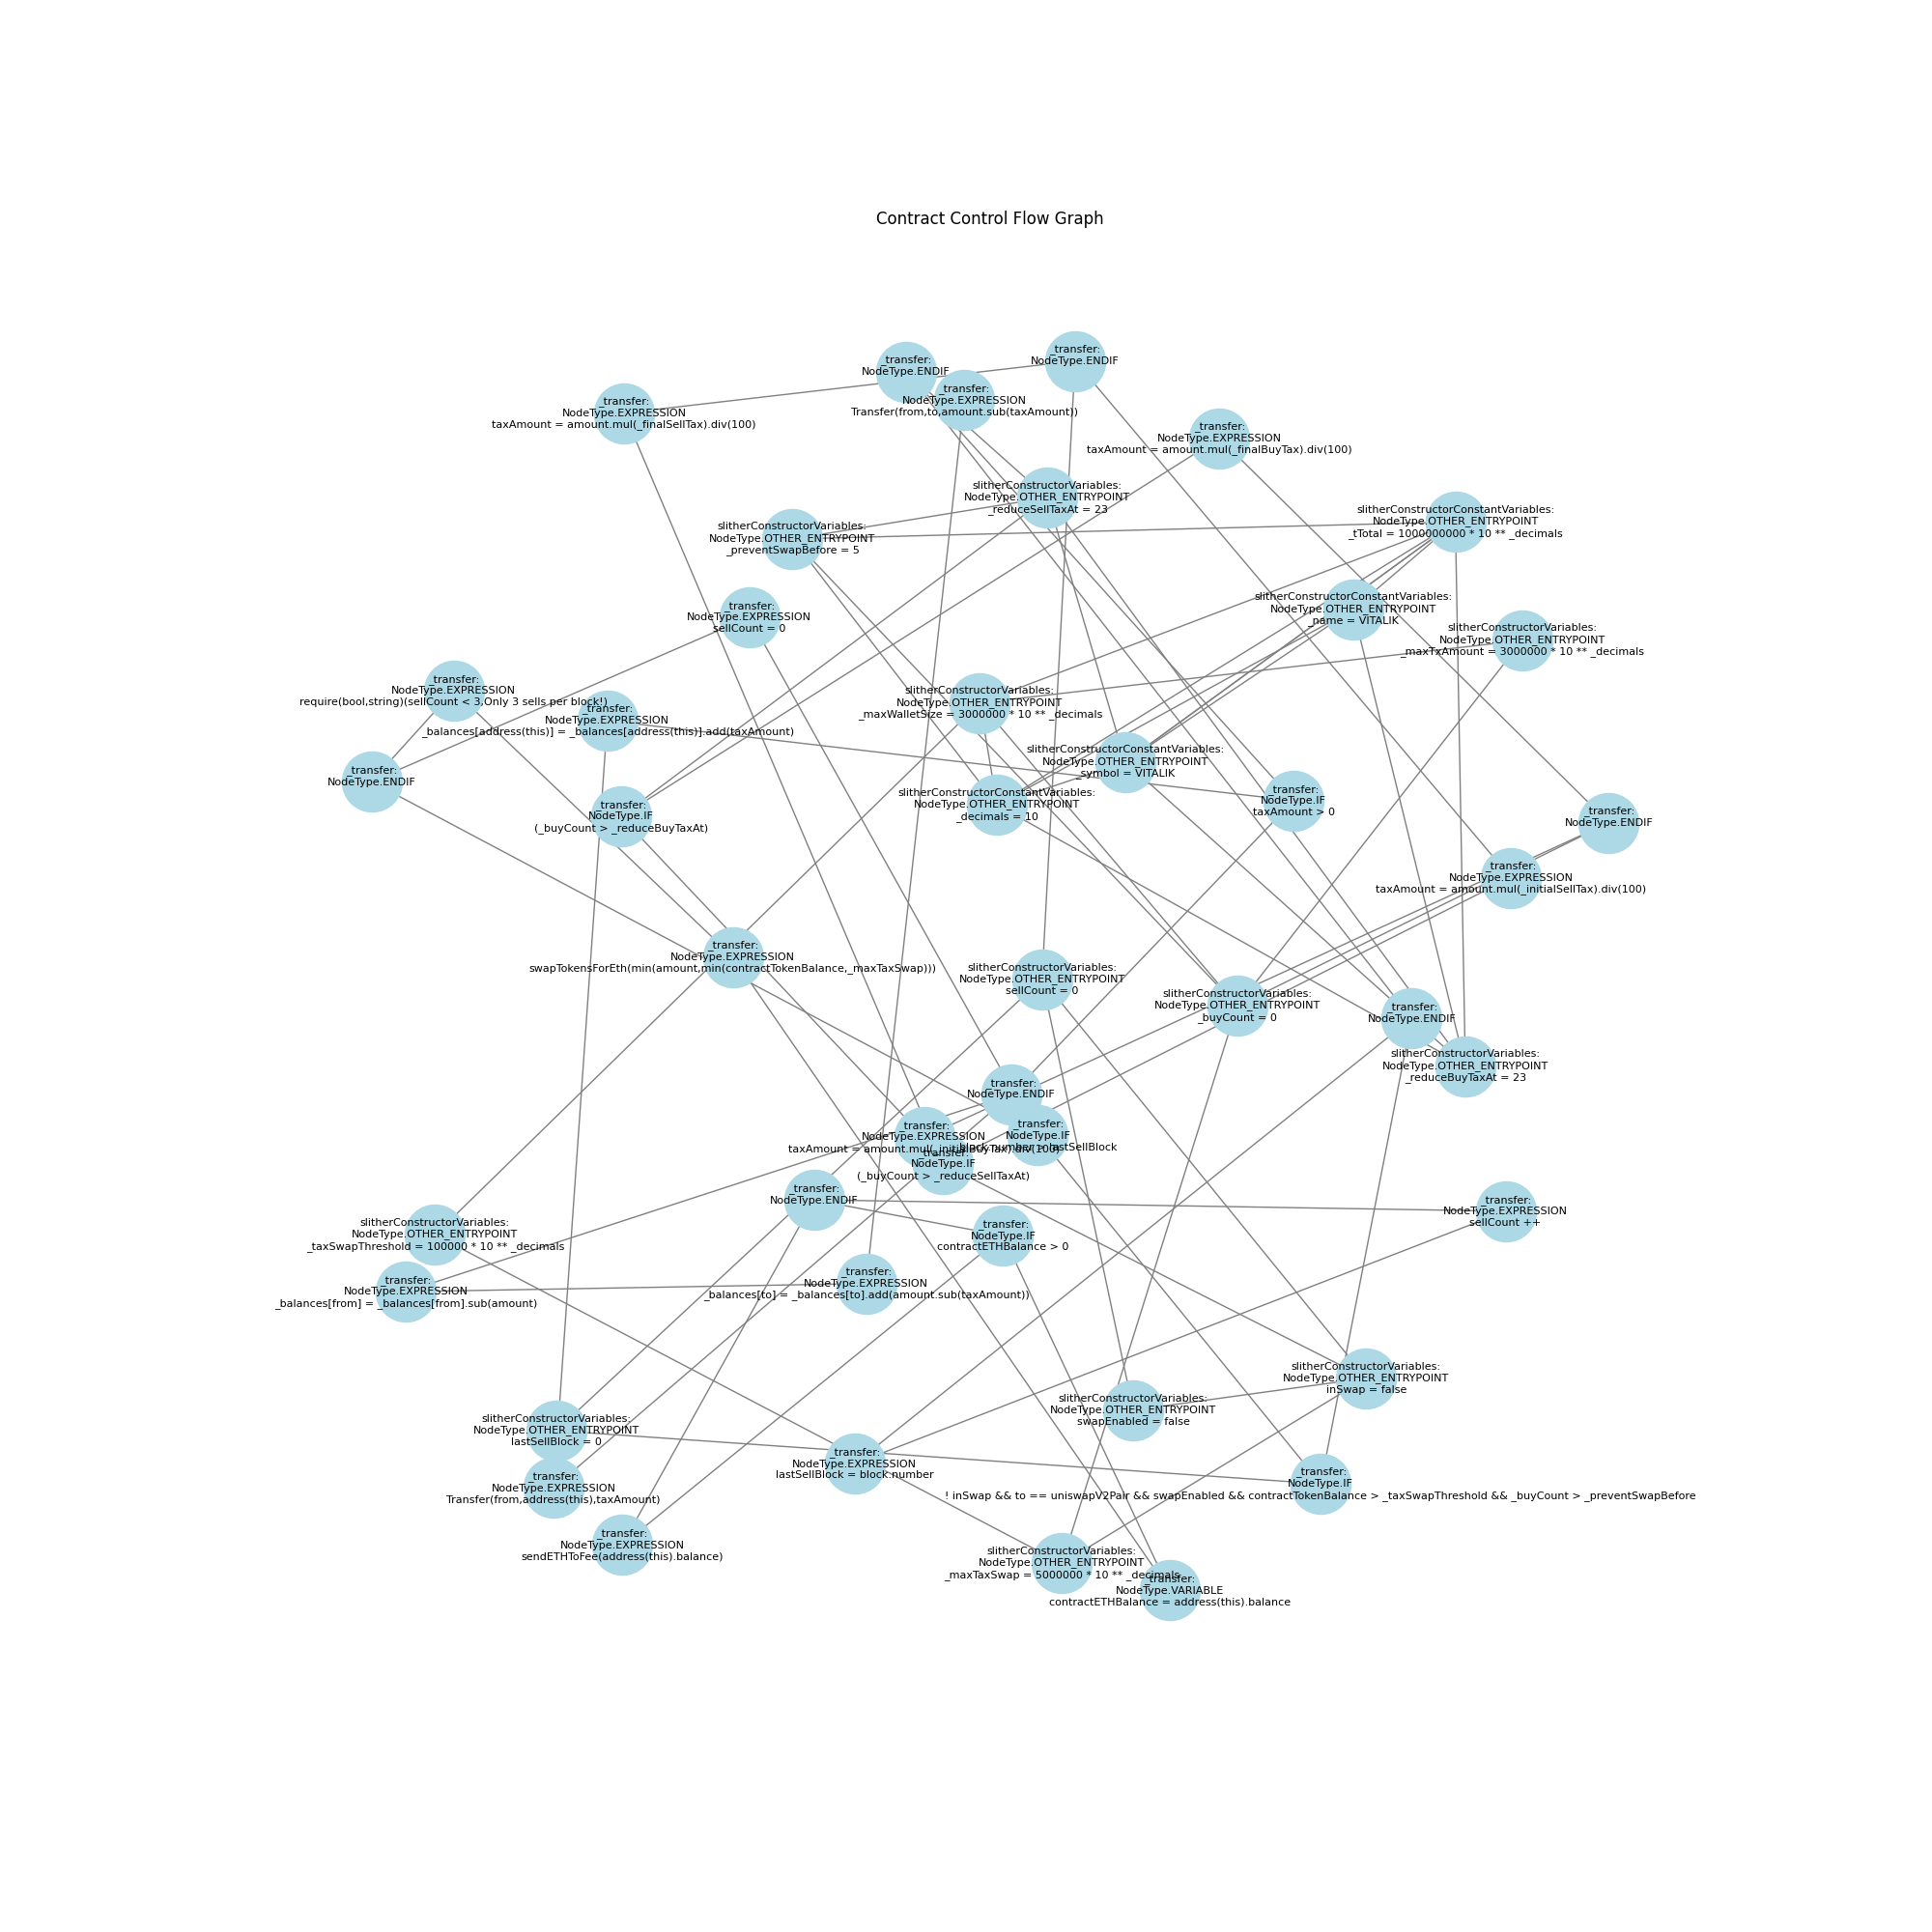 Contract Control Flow Graph
_transfer:
NodeType.ENDIF
_transfer:
NodeType.ENDIF
_transfer:
NodeType.EXPRESSION
Transfer(from,to,amount.sub(taxAmount))
_transfer:
NodeType.EXPRESSION
taxAmount = amount.mul(_finalSellTax).div(100)
_transfer:
NodeType.EXPRESSION
taxAmount = amount.mul(_finalBuyTax).div(100)
slitherConstructorVariables:
NodeType.OTHER_ENTRYPOINT
_reduceSellTaxAt = 23
slitherConstructorConstantVariables:
NodeType.OTHER_ENTRYPOINT
_tTotal = 1000000000 * 10 ** _decimals
slitherConstructorVariables:
NodeType.OTHER_ENTRYPOINT
_preventSwapBefore = 5
slitherConstructorConstantVariables:
NodeType.OTHER_ENTRYPOINT
_name = VITALIK
_transfer:
NodeType.EXPRESSION
sellCount = 0
slitherConstructorVariables:
NodeType.OTHER_ENTRYPOINT
_maxTxAmount = 3000000 * 10 ** _decimals
_transfer:
NodeType.EXPRESSION
require(bool,string)(sellCount < 3,Only 3 sells per block!)
slitherConstructorVariables:
NodeType.OTHER_ENTRYPOINT
_maxWalletSize = 3000000 * 10 ** _decimals
_transfer:
NodeType.EXPRESSION
_balances[address(this)] = _balances[address(this)].add(taxAmount)
slitherConstructorConstantVariables:
NodeType.OTHER_ENTRYPOINT
_symbol = VITALIK
_transfer:
NodeType.ENDIF
slitherConstructorConstantVariables:
NodeType.OTHER_ENTRYPOINT
_decimals = 10
_transfer:
NodeType.IF
taxAmount > 0
_transfer:
NodeType.IF
(_buyCount > _reduceBuyTaxAt)
_transfer:
NodeType.ENDIF
_transfer:
NodeType.EXPRESSION
taxAmount = amount.mul(_initialSellTax).div(100)
_transfer:
NodeType.EXPRESSION
swapTokensForEth(min(amount,min(contractTokenBalance,_maxTaxSwap)))
slitherConstructorVariables:
NodeType.OTHER_ENTRYPOINT
sellCount = 0
slitherConstructorVariables:
NodeType.OTHER_ENTRYPOINT
_buyCount = 0
_transfer:
NodeType.ENDIF
slitherConstructorVariables:
NodeType.OTHER_ENTRYPOINT
_reduceBuyTaxAt = 23
_transfer:
NodeType.ENDIF
_transfer:
NodeType.EXPRESSION
taxAmount = amount.mul(_initialBuyTax).div(100)
_transfer:
NodeType.IF
block.number > lastSellBlock
_transfer:
NodeType.IF
(_buyCount > _reduceSellTaxAt)
_transfer:
NodeType.ENDIF
_transfer:
NodeType.EXPRESSION
sellCount ++
slitherConstructorVariables:
NodeType.OTHER_ENTRYPOINT
_taxSwapThreshold = 100000 * 10 ** _decimals
_transfer:
NodeType.IF
contractETHBalance > 0
_transfer:
NodeType.EXPRESSION
_balances[from] = _balances[from].sub(amount)
_transfer:
NodeType.EXPRESSION
_balances[to] = _balances[to].add(amount.sub(taxAmount))
slitherConstructorVariables:
NodeType.OTHER_ENTRYPOINT
inSwap = false
slitherConstructorVariables:
NodeType.OTHER_ENTRYPOINT
swapEnabled = false
slitherConstructorVariables:
NodeType.OTHER_ENTRYPOINT
lastSellBlock = 0
_transfer:
NodeType.EXPRESSION
lastSellBlock = block.number
_transfer:
NodeType.EXPRESSION
Transfer(from,address(this),taxAmount)
_transfer:
NodeType.IF
! inSwap && to == uniswapV2Pair && swapEnabled && contractTokenBalance > _taxSwapThreshold && _buyCount > _preventSwapBefore
_transfer:
NodeType.EXPRESSION
sendETHToFee(address(this).balance)
slitherConstructorVariables:
NodeType.OTHER_ENTRYPOINT
_maxTaxSwap = 5000000 * 10 ** _decimals
_transfer:
NodeType.VARIABLE
contractETHBalance = address(this).balance